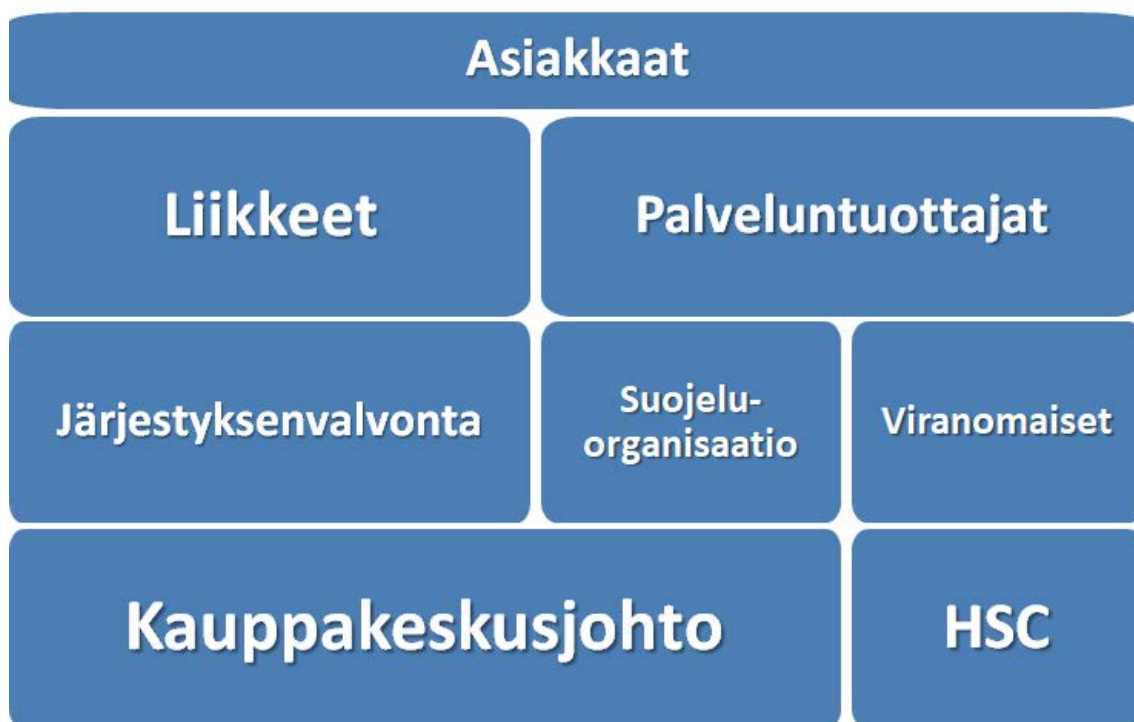 Asiakkaat
Liikkeet
Palveluntuottajat
Järjestyksenvalvonta
Suojelu-
organisaatio
Viranomaiset
Kauppakeskusjohto
HSC